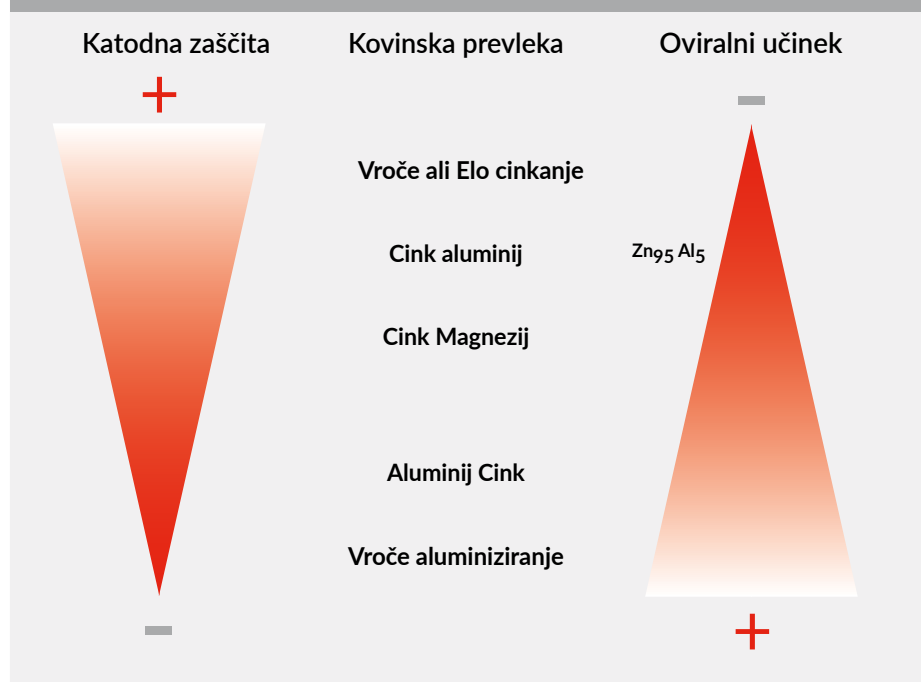 Katodna zaščita Kovinska prevleka Oviralni učinek
+
-
Vroče ali Elo cinkanje
Cink aluminij Zn95 Al5
Cink Magnezij
Aluminij Cink
Vroče aluminiziranje
-
+